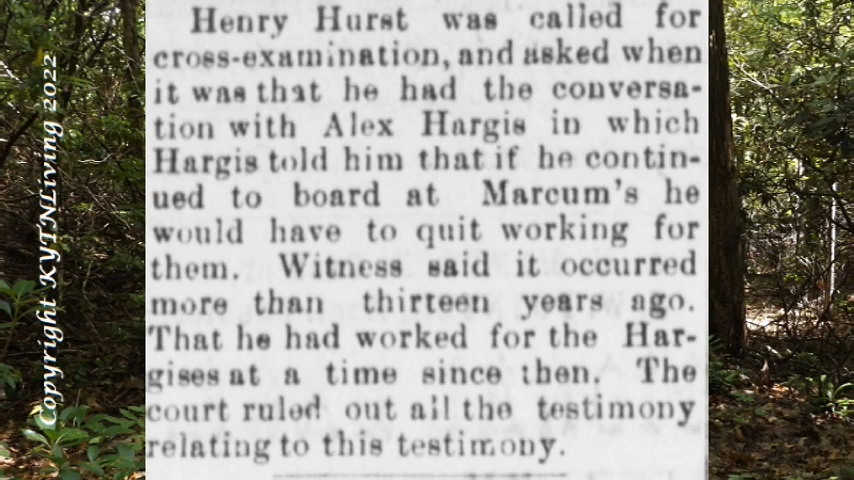 Henry Hurst was called for
cross-examination, and asked when
it was that he had the conversa-
tion with Alex Hargis in which
Hargis told him that if he contin-
ued to board at Marcum's he
would have to quit working for
them. Witness said it occurred
more than thirteen years ago.
That he had worked for the Har-
gises at a time since then. The
court ruled out all the testimony
relating to this testimony.
Copyright KYTNLiving 2022